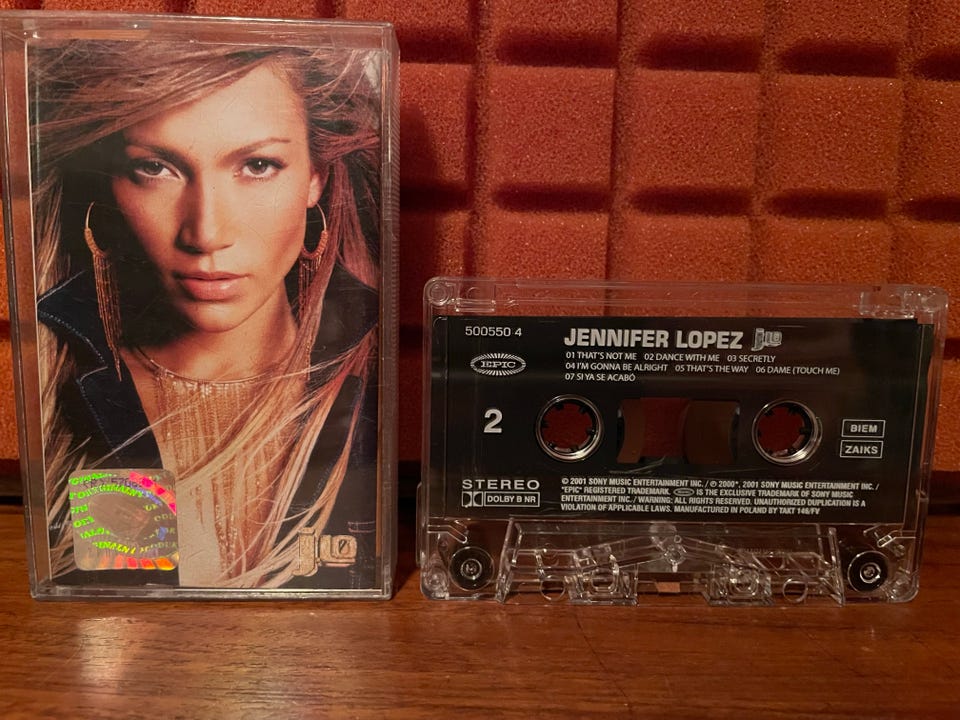 ORYGINALNY
j.lo
500550 4
JENNIFER LOPEZ j.lo
EPIC
01 THAT'S NOT ME 02 DANCE WITH ME 03 SECRETLY
04 I'M GONNA BE ALRIGHT 05 THAT'S THE WAY 06 DAME (TOUCH ME)
07 SI YA SE ACABÓ
2
BIEM
ZAIKS
STEREO
DOLBY B NR
© 2001 SONY MUSIC ENTERTAINMENT INC. / ℗ 2000*, 2001 SONY MUSIC ENTERTAINMENT INC. /
"EPIC" REGISTERED TRADEMARK. IS THE EXCLUSIVE TRADEMARK OF SONY MUSIC
ENTERTAINMENT INC. / WARNING: ALL RIGHTS RESERVED. UNAUTHORIZED DUPLICATION IS A
VIOLATION OF APPLICABLE LAWS. MANUFACTURED IN POLAND BY TAKT 146/FV